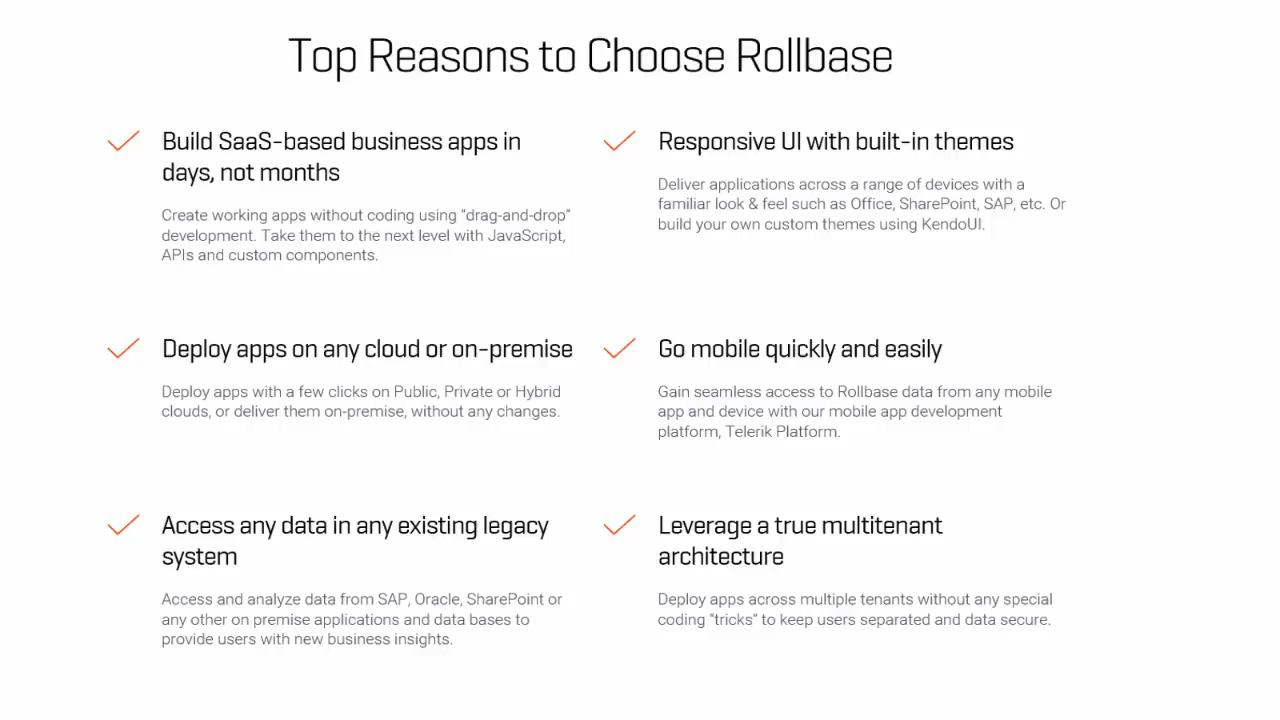 Top Reasons to Choose Rollbase
Build SaaS-based business apps in
days, not months
Create working apps without coding using “drag-and-drop”
development. Take them to the next level with JavaScript,
APIs and custom components.
Responsive UI with built-in themes
Deliver applications across a range of devices with a
familiar look & feel such as Office, SharePoint, SAP, etc. Or
build your own custom themes using KendoUI.
Deploy apps on any cloud or on-premise
Deploy apps with a few clicks on Public, Private or Hybrid
clouds, or deliver them on-premise, without any changes.
Go mobile quickly and easily
Gain seamless access to Rollbase data from any mobile
app and device with our mobile app development
platform, Telerik Platform.
Access any data in any existing legacy
system
Access and analyze data from SAP, Oracle, SharePoint or
any other on premise applications and data bases to
provide users with new business insights.
Leverage a true multitenant
architecture
Deploy apps across multiple tenants without any special
coding “tricks” to keep users separated and data secure.